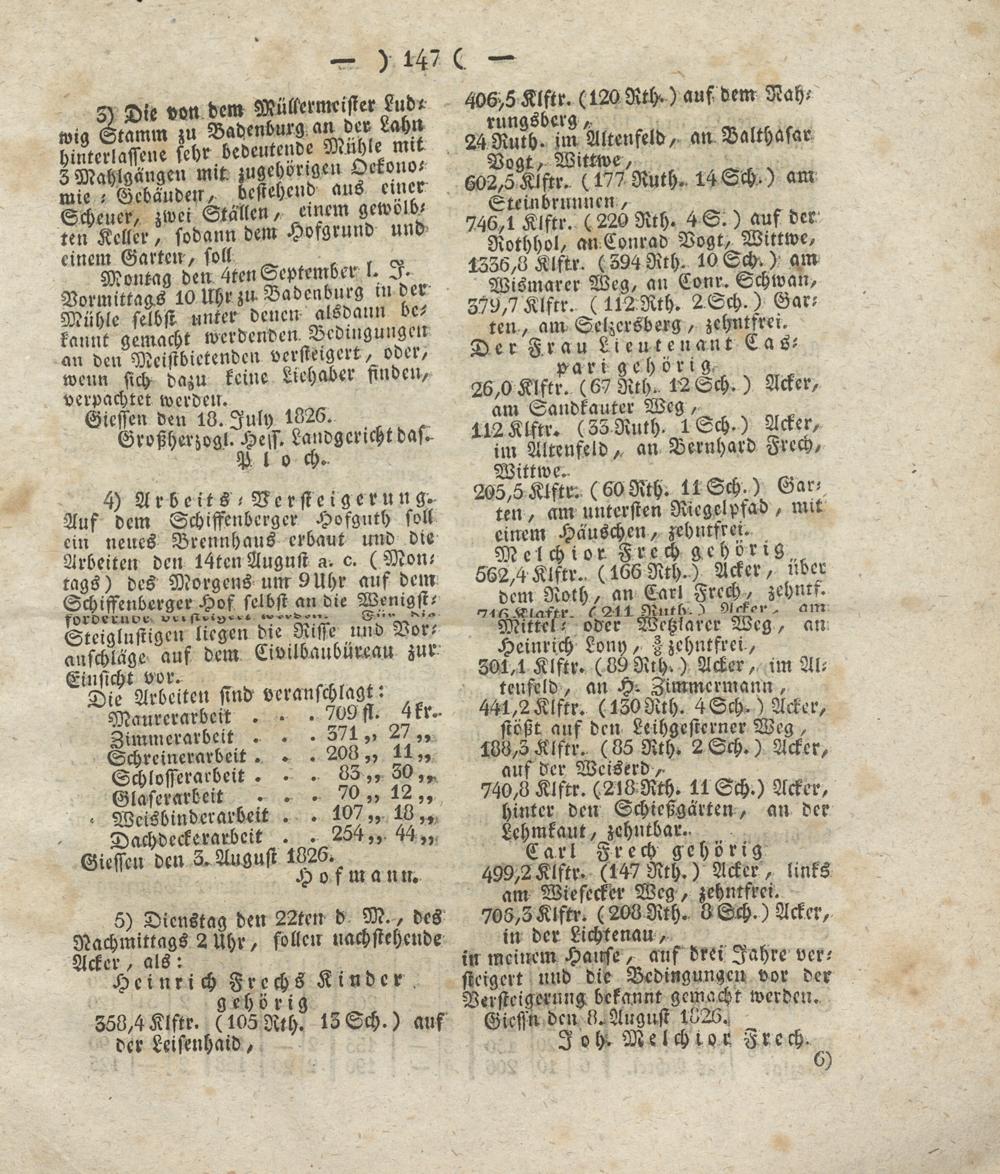 — ) 147 ( —
3) Die von dem Müllermeister Lud⸗
wig Stamm zu Badenburg an der Lahn
hinterlassene sehr bedeutende Mühle mit
3 Mahlgängen mit zugehörigen Oekono⸗
mie⸗Gebäuden, bestehend aus einer
Scheuer, zwei Ställen, einem gewölb⸗
ten Keller, sodann dem Hofgrund und
einem Garten, soll
Montag den 4ten September l. J.
Vormittags 10 Uhr zu Badenburg in der
Mühle selbst unter denen alsdann be⸗
kannt gemacht werdenden Bedingungen
an den Meistbietenden versteigert, oder,
wenn sich dazu keine Liehaber finden,
verpachtet werden.
Giessen den 18. July 1826.
Großherzogl. Hess. Landgericht das.
Ploch.
4) Arbeits⸗Versteigerung.
Auf dem Schiffenberger Hofguth soll
ein neues Brennhaus erbaut und die
Arbeiten den 14ten August a. c. (Mon⸗
tags) des Morgens um 9 Uhr auf dem
Schiffenberger Hof selbst an die Wenigst⸗
fordernde versteigert werden. Für die
Steiglustigen liegen die Risse und Vor⸗
anschläge auf dem Civilbaubüreau zur
Einsicht vor.
Die Arbeiten sind veranschlagt:
Maurerarbeit . . . 709 fl. 4 kr.
Zimmerarbeit . . . 371 „ 27 „
Schreinerarbeit . . . 208 „ 11 „
Schlosserarbeit . . . 83 „ 30 „
Glaserarbeit . . . 70 „ 12 „
Weisbinderarbeit . . 107 „ 18 „
Dachdeckerarbeit . . 254 „ 44 „
Giessen den 3. August 1826.
Hofmann.
5) Dienstag den 22ten d. M., des
Nachmittags 2 Uhr, sollen nachstehende
Acker, als:
Heinrich Frechs Kinder
gehörig
358,4 Klftr. (105 Rth. 13 Sch.) auf
der Leisenhaid,
406,5 Klftr. (120 Rth.) auf dem Nah⸗
rungsberg,
24 Ruth. im Altenfeld, an Balthasar
Vogt, Wittwe,
602,5 Klftr. (177 Ruth. 14 Sch.) am
Steinbrunnen,
746,1 Klftr. (220 Rth. 4 S.) auf der
Rothhol, an Conrad Vogt, Wittwe,
1336,8 Klftr. (394 Rth. 10 Sch.) am
Wismarer Weg, an Conr. Schwan,
379,7 Klftr. (112 Rth. 2 Sch.) Gar⸗
ten, am Selzersberg, zehntfrei.
Der Frau Lieutenant Cas⸗
pari gehörig
26,0 Klftr. (67 Rth. 12 Sch.) Acker,
am Sandkauter Weg,
112 Klftr. (33 Ruth. 1 Sch.) Acker,
im Altenfeld, an Bernhard Frech,
Wittwe.
205,5 Klftr. (60 Rth. 11 Sch.) Gar⸗
ten, am untersten Riegelpfad, mit
einem Häuschen, zehntfrei.
Melchior Frech gehörig
562,4 Klftr. (166 Rth.) Acker, über
dem Roth, an Carl Frech, zehntf.
716 Klaftr. (211 Ruth.) Acker, am
Mittel⸗ oder Wetzlarer Weg, an
Heinrich Lony, zehntfrei,
301,1 Klftr. (89 Rth.) Acker, im Al⸗
tenfeld, an H. Zimmermann,
441,2 Klftr. (130 Rth. 4 Sch.) Acker,
stößt auf den Leihgesterner Weg,
188,3 Klftr. (85 Rth. 2 Sch.) Acker,
auf der Weiserd,
740,8 Klftr. (218 Rth. 11 Sch.) Acker,
hinter den Schießgärten, an der
Lehmkaut, zehntbar.
Carl Frech gehörig
499,2 Klftr. (147 Rth.) Acker, links
am Wiesecker Weg, zehntfrei.
706,3 Klftr. (208 Rth. 8 Sch.) Acker,
in der Lichtenau,
in meinem Hause, auf drei Jahre ver⸗
steigert und die Bedingungen vor der
Versteigerung bekannt gemacht werden.
Giessn den 8. August 1826.
Joh. Melchior Frech.
6)